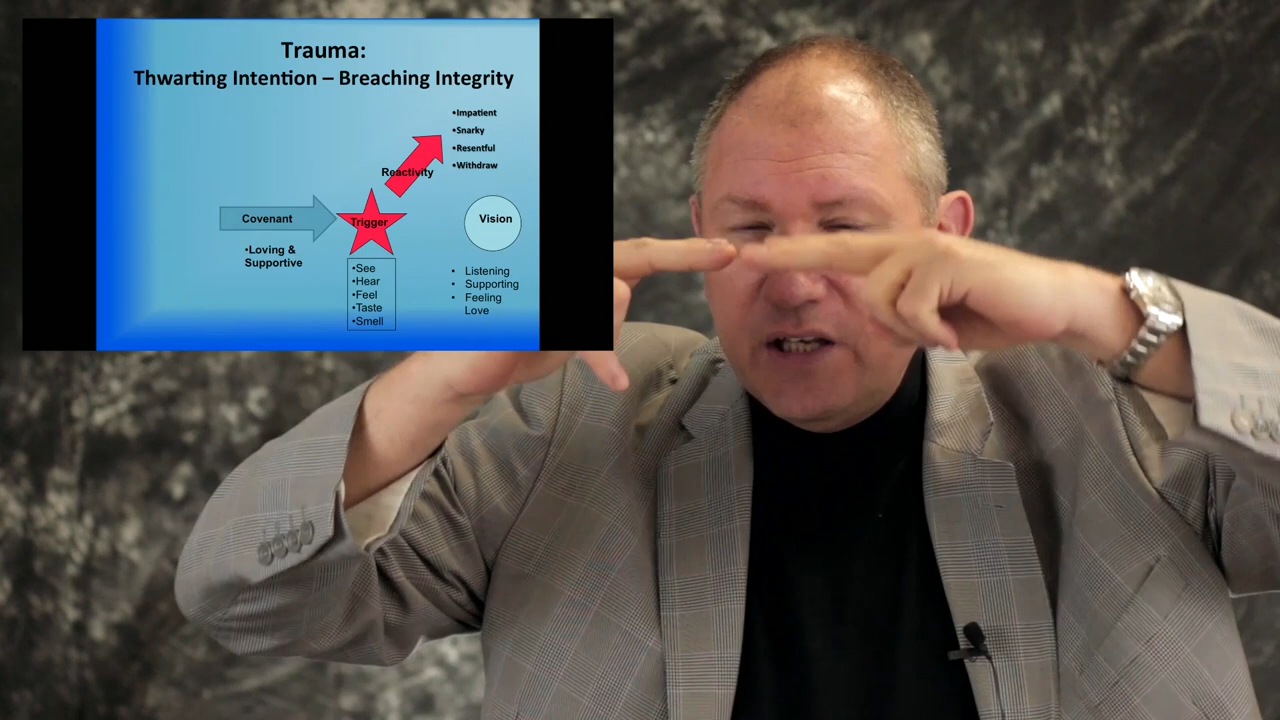 Trauma:
Thwarting Intention – Breaching Integrity
•Impatient
•Snarky
•Resentful
•Withdraw
Reactivity
Covenant
Trigger
Vision
•Loving &
Supportive
•See
•Hear
•Feel
•Taste
•Smell
• Listening
• Supporting
• Feeling
Love